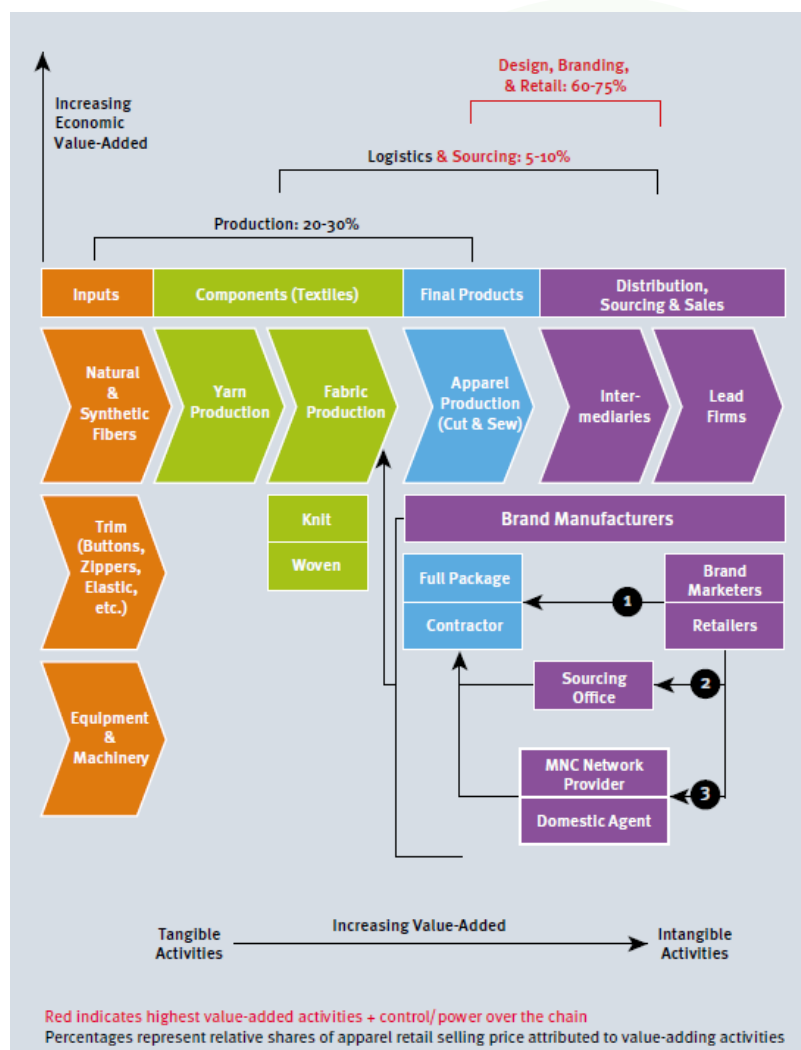 Design, Branding,
& Retail: 60-75%
Increasing
Economic
Value-Added
Logistics & Sourcing: 5-10%
Production: 20-30%
Inputs
Components (Textiles)
Final Products
Distribution,
Sourcing & Sales
Natural
&
Synthetic
Fibers
Yarn
Production
Fabric
Production
Apparel
Production
(Cut & Sew)
Inter-
mediaries
Lead
Firms
Trim
(Buttons,
Zippers,
Elastic,
etc.)
Knit
Woven
Brand Manufacturers
Full Package
Contractor
1
Brand
Marketers
Retailers
Equipment
&
Machinery
Sourcing
Office
2
MNC Network
Provider
Domestic Agent
3
Tangible
Activities
Increasing Value-Added
Intangible
Activities
Red indicates highest value-added activities + control/power over the chain
Percentages represent relative shares of apparel retail selling price attributed to value-adding activities